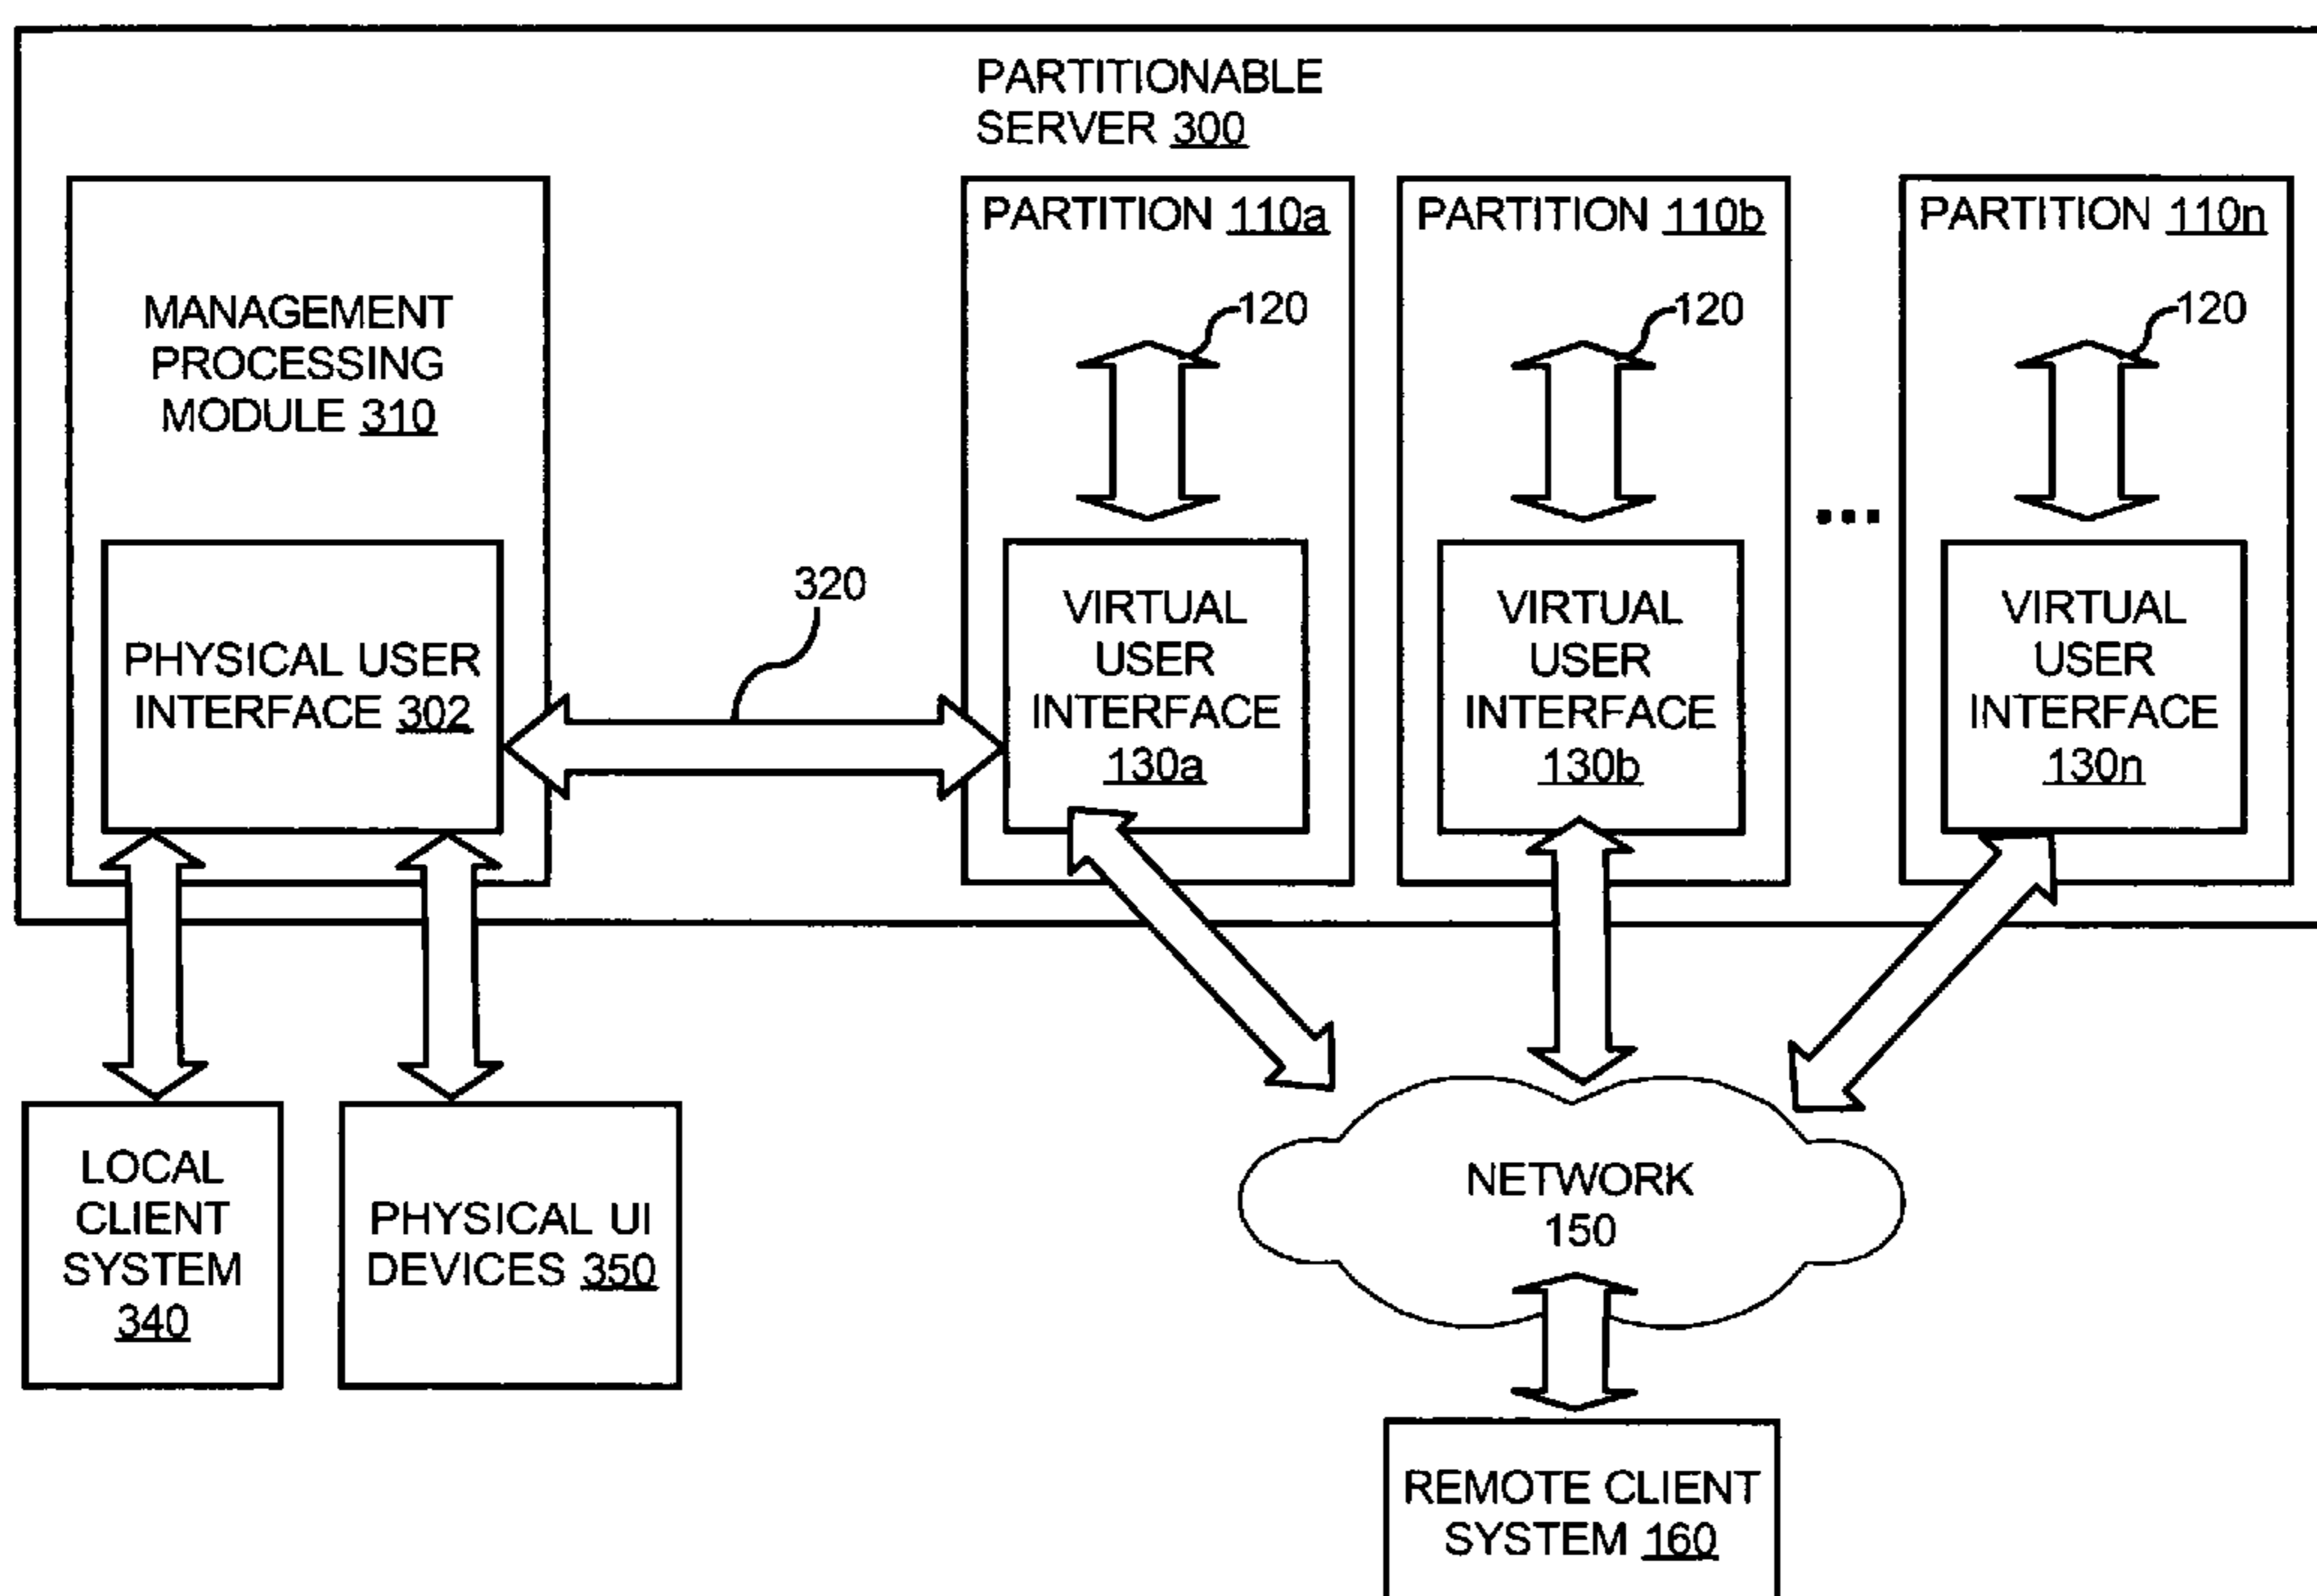 PARTITIONABLE
SERVER 300
MANAGEMENT
PROCESSING
MODULE 310
PHYSICAL USER
INTERFACE 302
320
PARTITION 110a
120
VIRTUAL
USER
INTERFACE
130a
PARTITION 110b
120
VIRTUAL
USER
INTERFACE
130b
...
PARTITION 110n
120
VIRTUAL
USER
INTERFACE
130n
LOCAL
CLIENT
SYSTEM
340
PHYSICAL UI
DEVICES 350
NETWORK
150
REMOTE CLIENT
SYSTEM 160